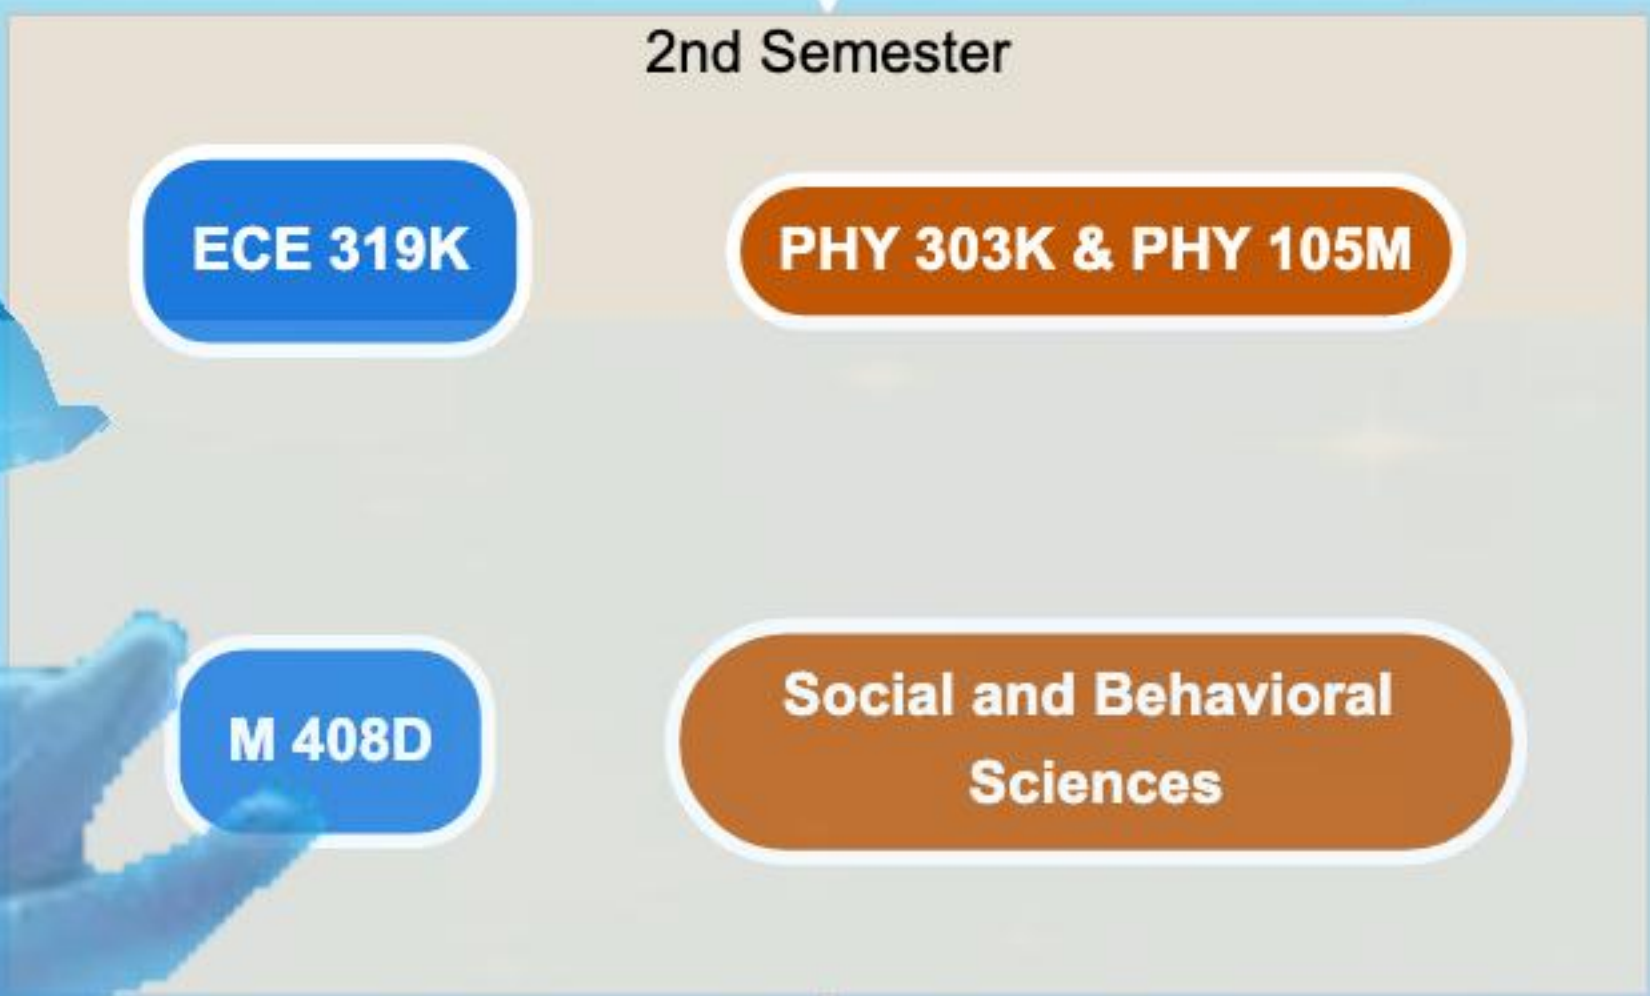 2nd Semester
ECE 319K
PHY 303K & PHY 105M
M 408D
Social and Behavioral
Sciences